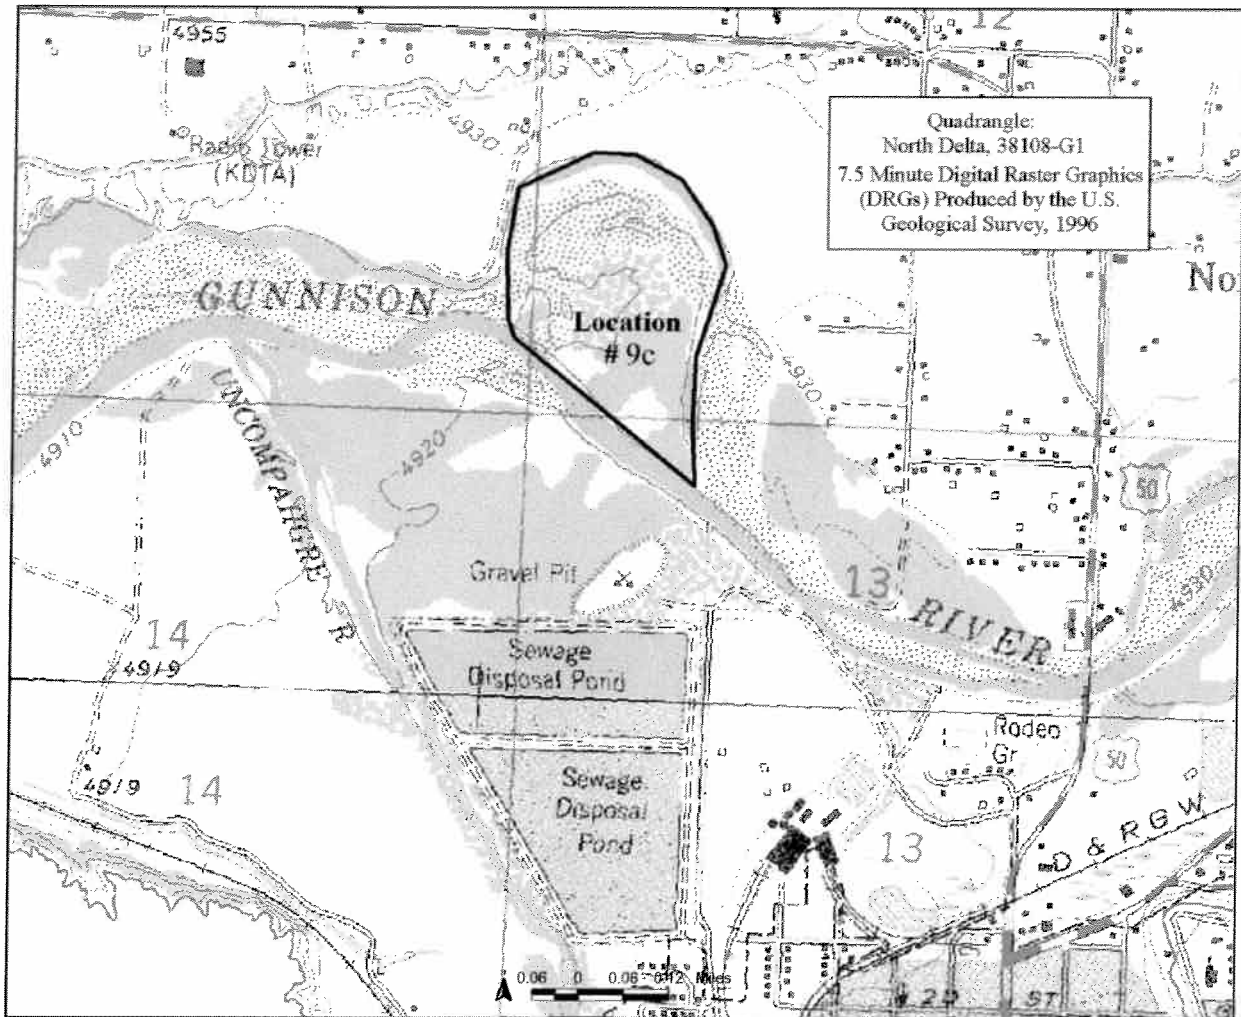 4955
12
Radio Tower
(KDTA)
4930
Quadrangle:
North Delta, 38108-G1
7.5 Minute Digital Raster Graphics
(DRGs) Produced by the U.S.
Geological Survey, 1996
No
GUNNISON
Location
# 9c
4930
4910
UNCOMPAHGRE R
4920
50
Gravel Pit
13
RIVER
4930
14
4919
Sewage
Disposal Pond
Rodeo
Gr
50
4919
14
Sewage
Disposal
Pond
13
D & RGW
0.06 0 0.06 0.12 Miles
2D ST